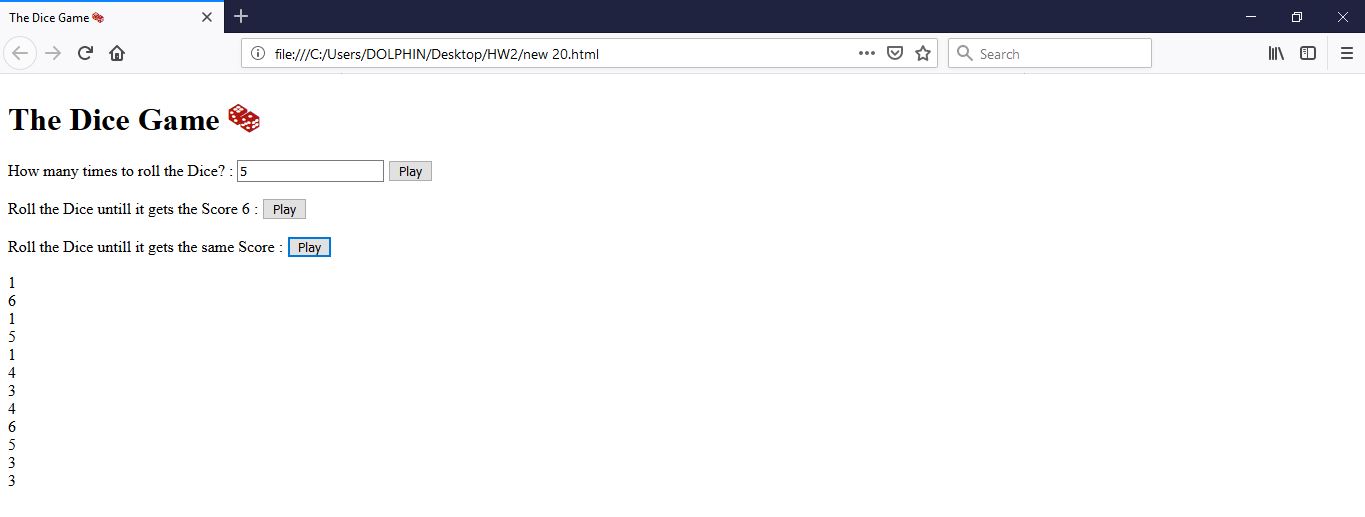 The Dice Game
file:///C:/Users/DOLPHIN/Desktop/HW2/new 20.html
Search
The Dice Game
How many times to roll the Dice? : 5 Play
Roll the Dice untill it gets the Score 6 : Play
Roll the Dice untill it gets the same Score : Play
1
6
1
5
1
4
3
4
6
5
3
3